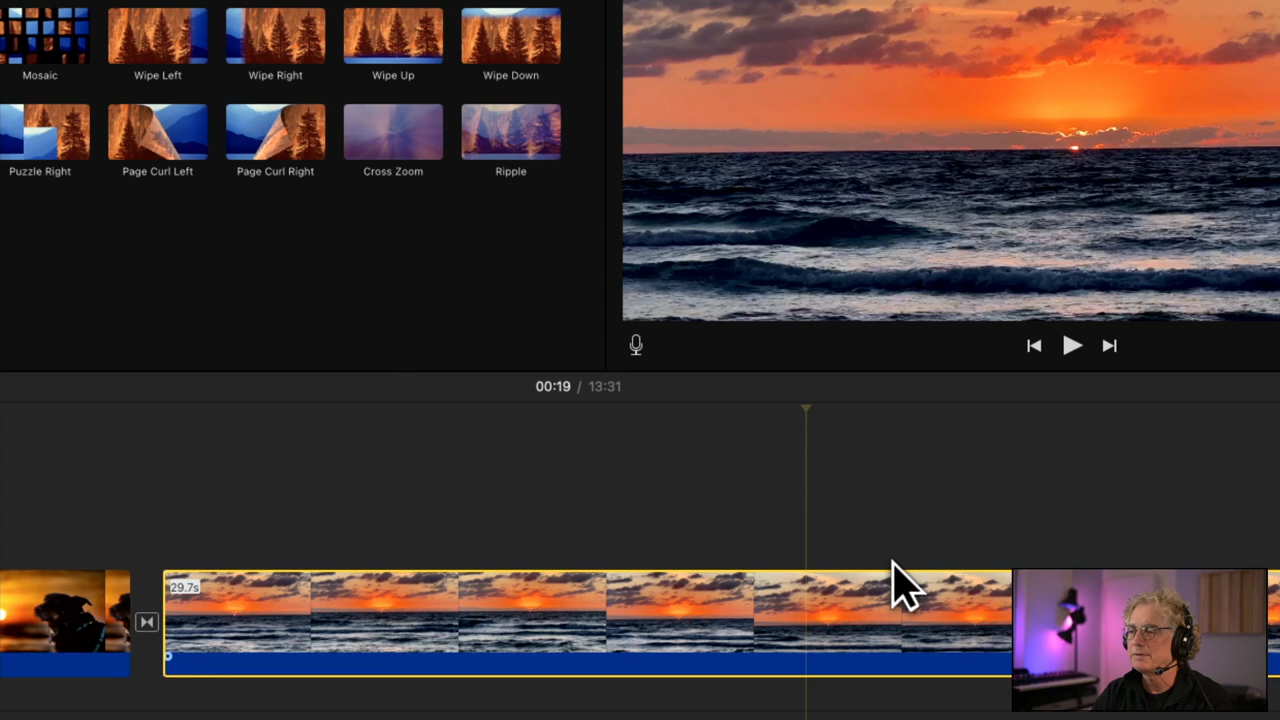 Mosaic
Wipe Left
Wipe Right
Wipe Up
Wipe Down
Puzzle Right
Page Curl Left
Page Curl Right
Cross Zoom
Ripple
00:19 / 13:31
29.7s